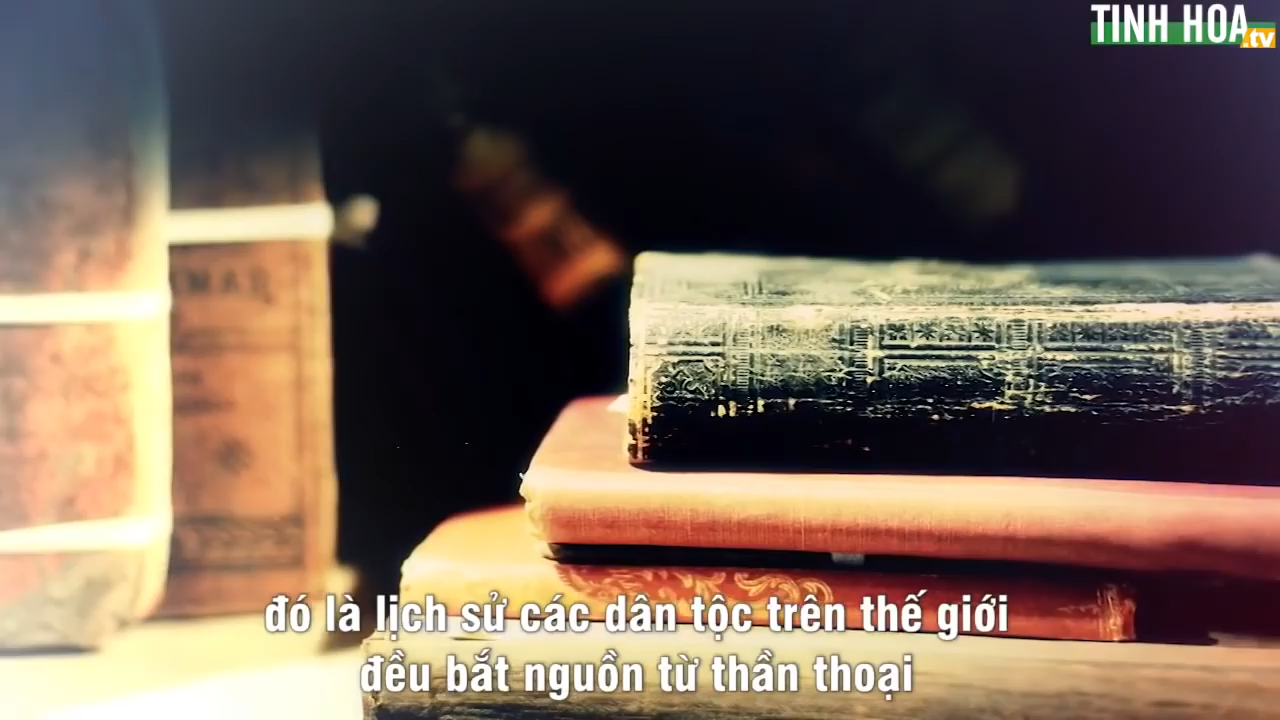 TINH HOA
.tv
đó là lịch sử các dân tộc trên thế giới
đều bắt nguồn từ thần thoại